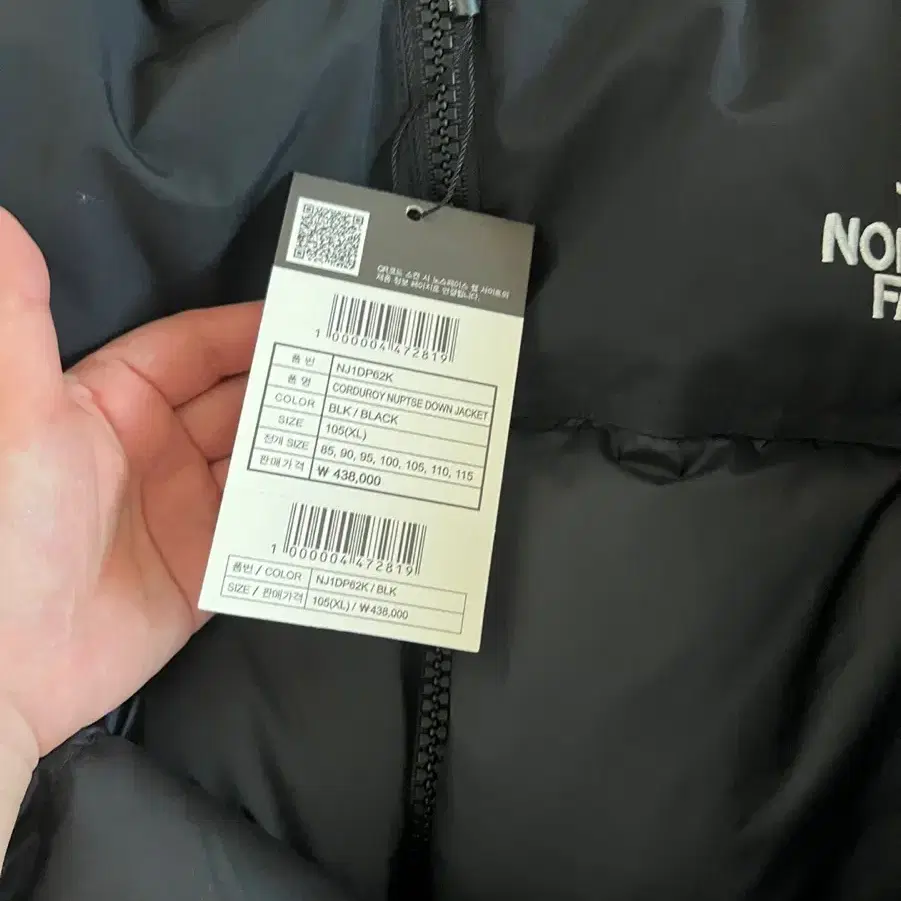 QR코드 스캔 시 노스페이스 웹 사이트의
제품 정보 페이지로 연결됩니다.
1 000004 472819
품 번 NJ1DP62K
품 명 CORDUROY NUPTSE DOWN JACKET
COLOR BLK / BLACK
SIZE 105(XL)
전개 SIZE 85, 90, 95, 100, 105, 110, 115
판매가격 ₩ 438,000
1 000004 472819
품번 / COLOR NJ1DP62K / BLK
SIZE / 판매가격 105(XL) / ₩438,000